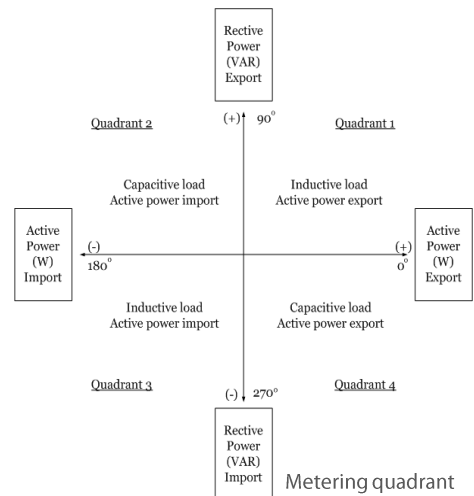 Rective
Power
(VAR)
Export
Quadrant 2
(+) 90°
Quadrant 1
Capacitive load
Active power import
Inductive load
Active power export
Active
Power
(W)
Import
(-)
180°
(+)
0°
Active
Power
(W)
Export
Inductive load
Active power import
Capacitive load
Active power export
Quadrant 3
(-) 270°
Quadrant 4
Rective
Power
(VAR)
Import
Metering quadrant